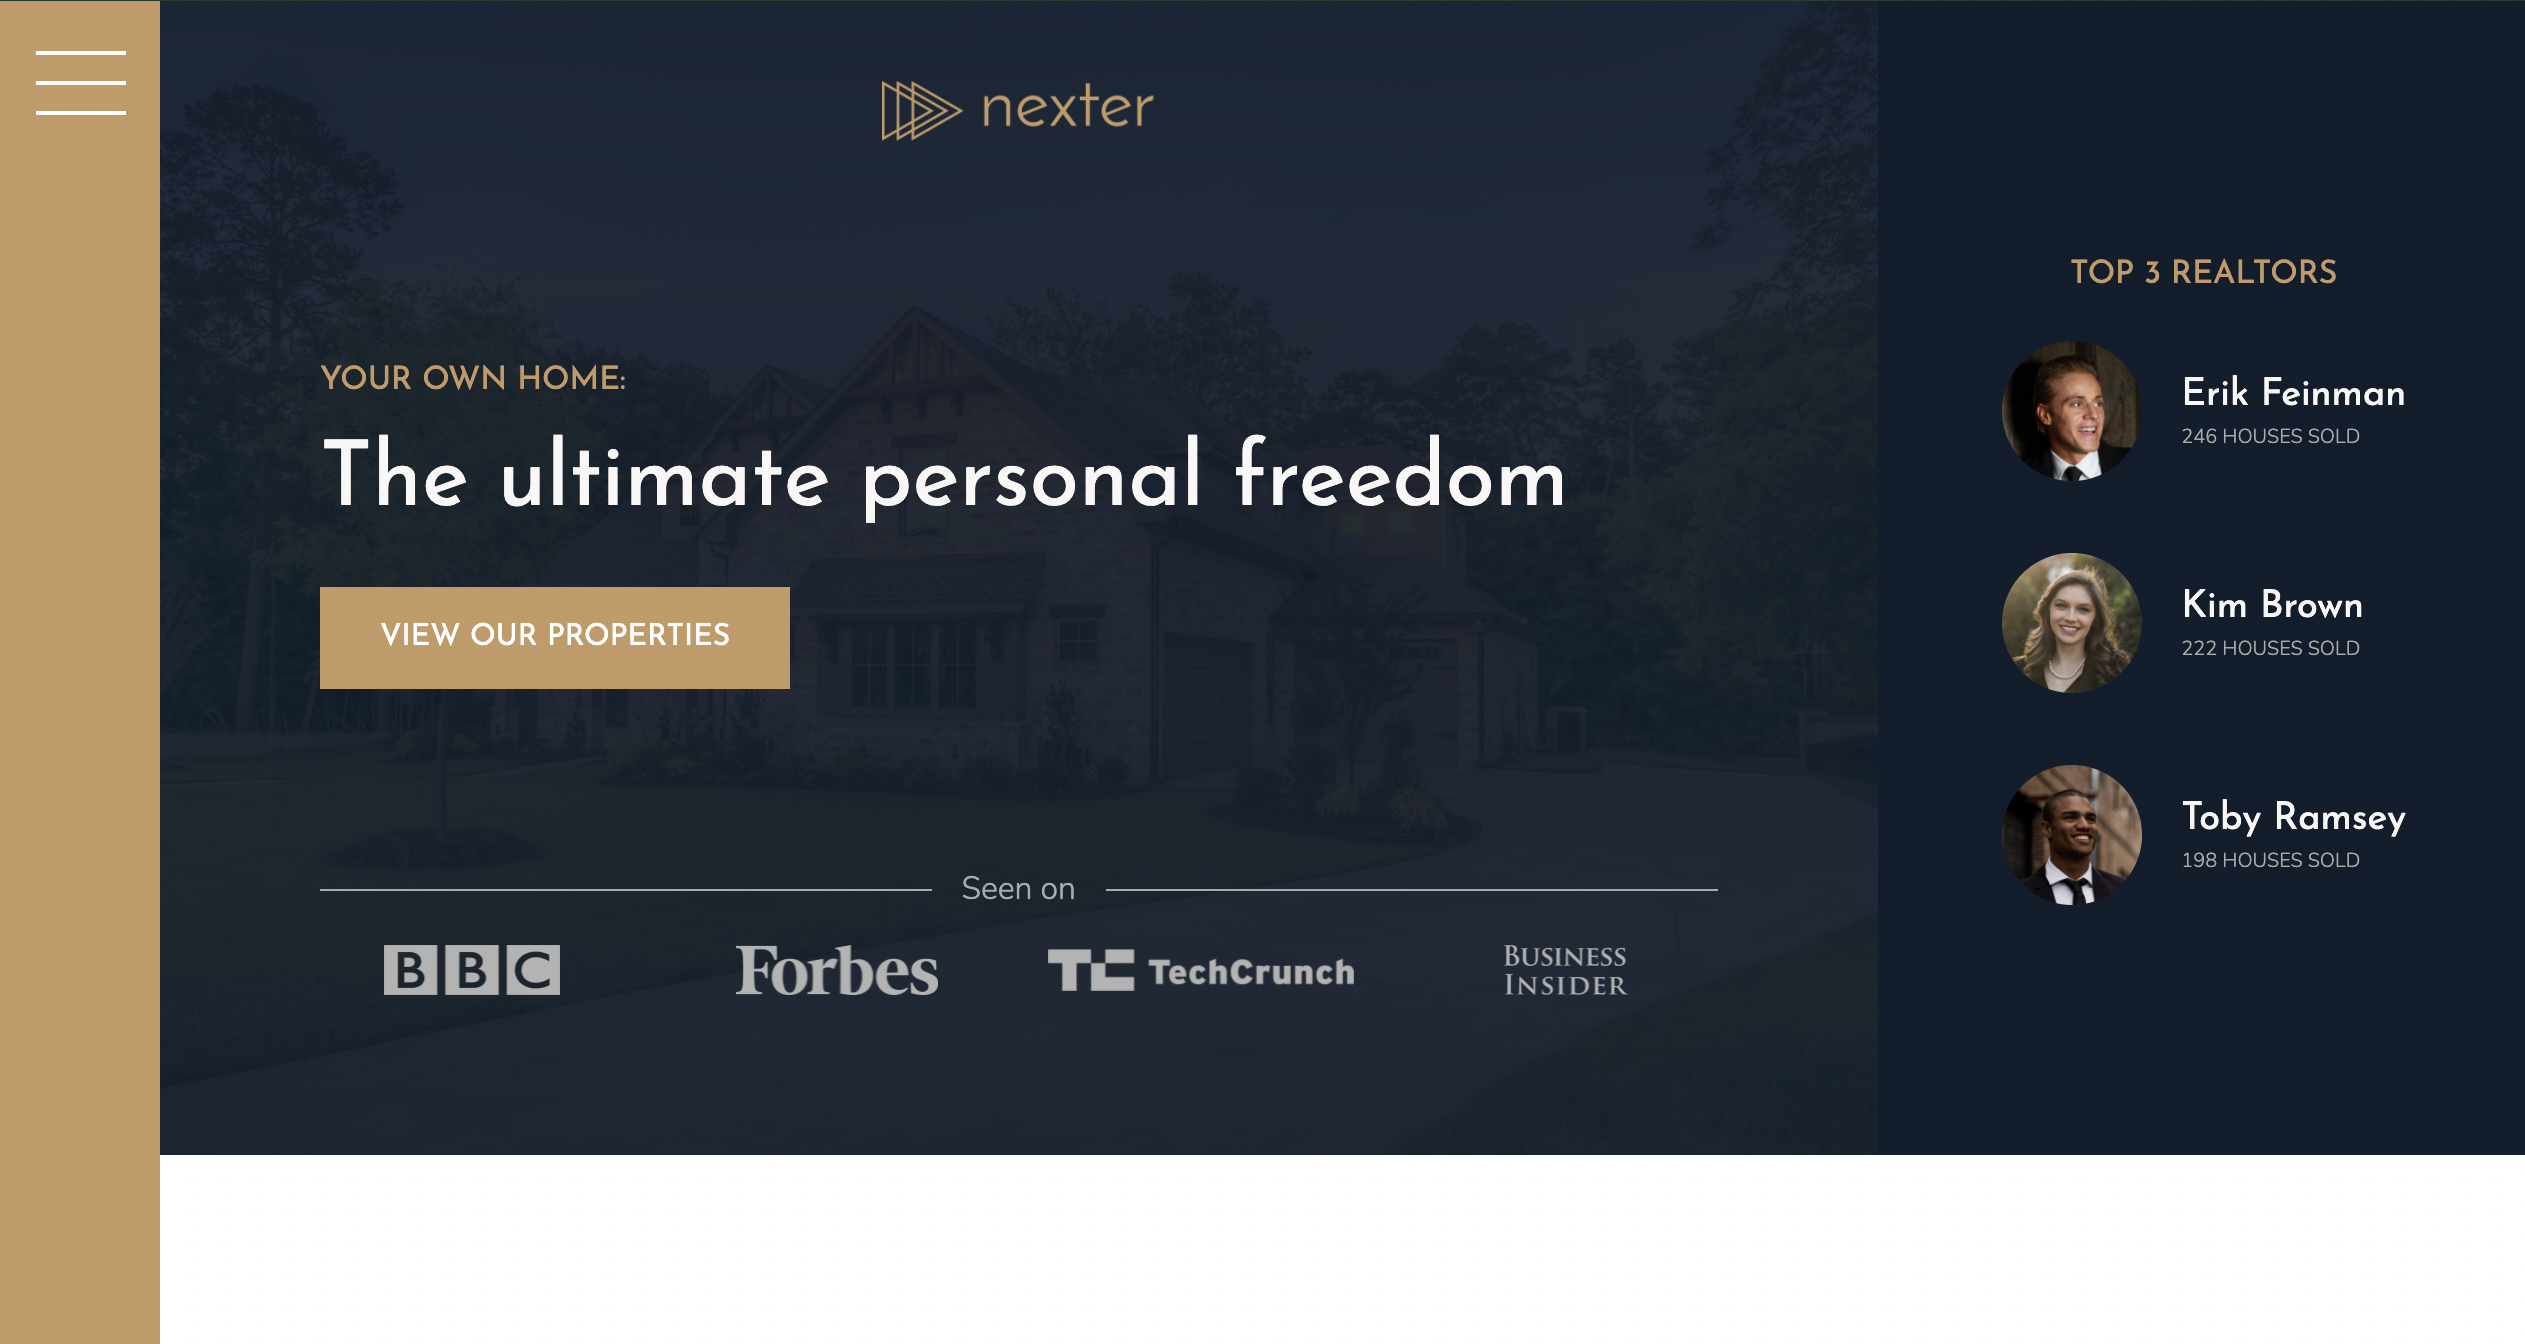 nexter
YOUR OWN HOME:
The ultimate personal freedom
VIEW OUR PROPERTIES
Seen on
BBC
Forbes
TC TechCrunch
BUSINESS
INSIDER
TOP 3 REALTORS
Erik Feinman
246 HOUSES SOLD
Kim Brown
222 HOUSES SOLD
Toby Ramsey
198 HOUSES SOLD